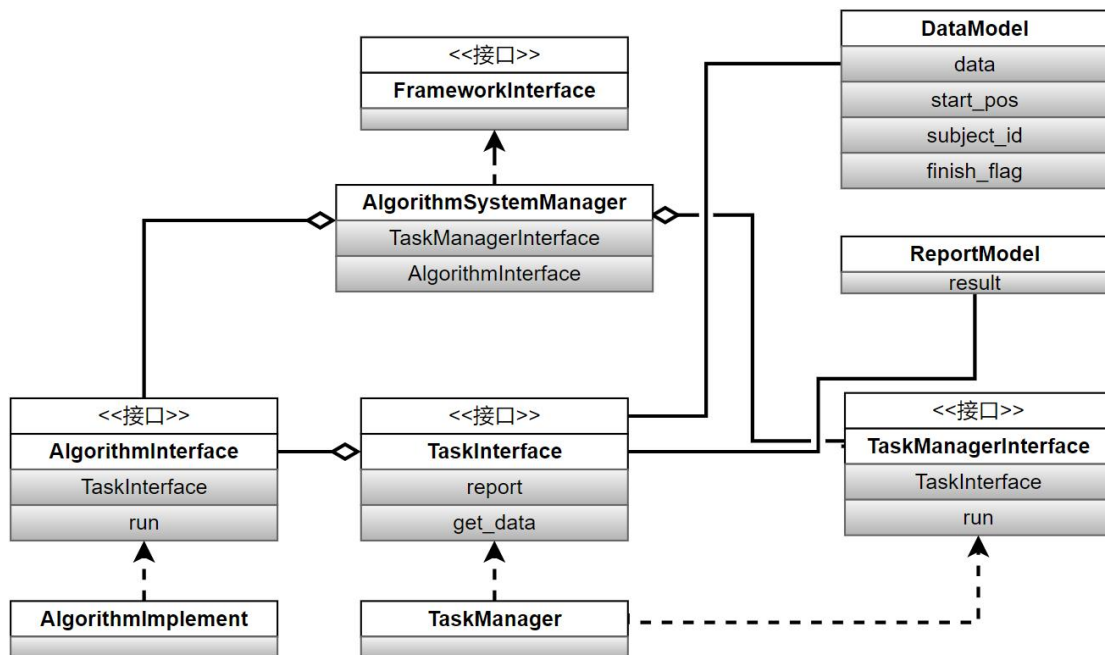 <<接口>>
FrameworkInterface
DataModel
data
start_pos
subject_id
finish_flag
AlgorithmSystemManager
TaskManagerInterface
AlgorithmInterface
ReportModel
result
<<接口>>
AlgorithmInterface
TaskInterface
run
<<接口>>
TaskInterface
report
get_data
<<接口>>
TaskManagerInterface
TaskInterface
run
AlgorithmImplement
TaskManager